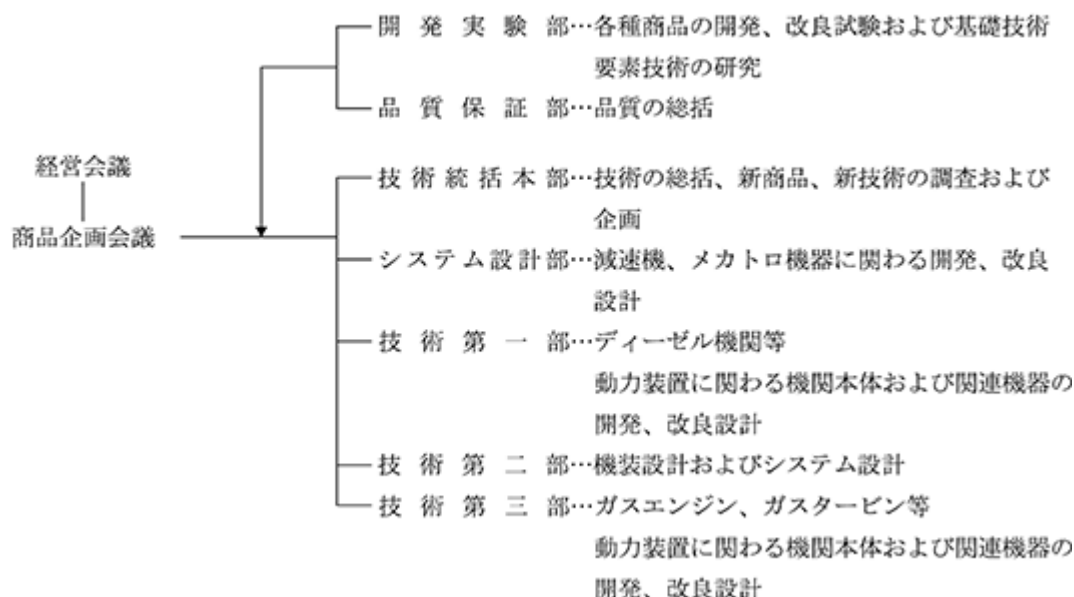 開発実験部…各種商品の開発、改良試験および基礎技術
要素技術の研究
品質保証部…品質の総括
経営会議
商品企画会議
技術統括本部…技術の総括、新商品、新技術の調査および
企画
システム設計部…減速機、メカトロ機器に関わる開発、改良
設計
技術第一部…ディーゼル機関等
動力装置に関わる機関本体および関連機器の
開発、改良設計
技術第二部…機装設計およびシステム設計
技術第三部…ガスエンジン、ガスタービン等
動力装置に関わる機関本体および関連機器の
開発、改良設計